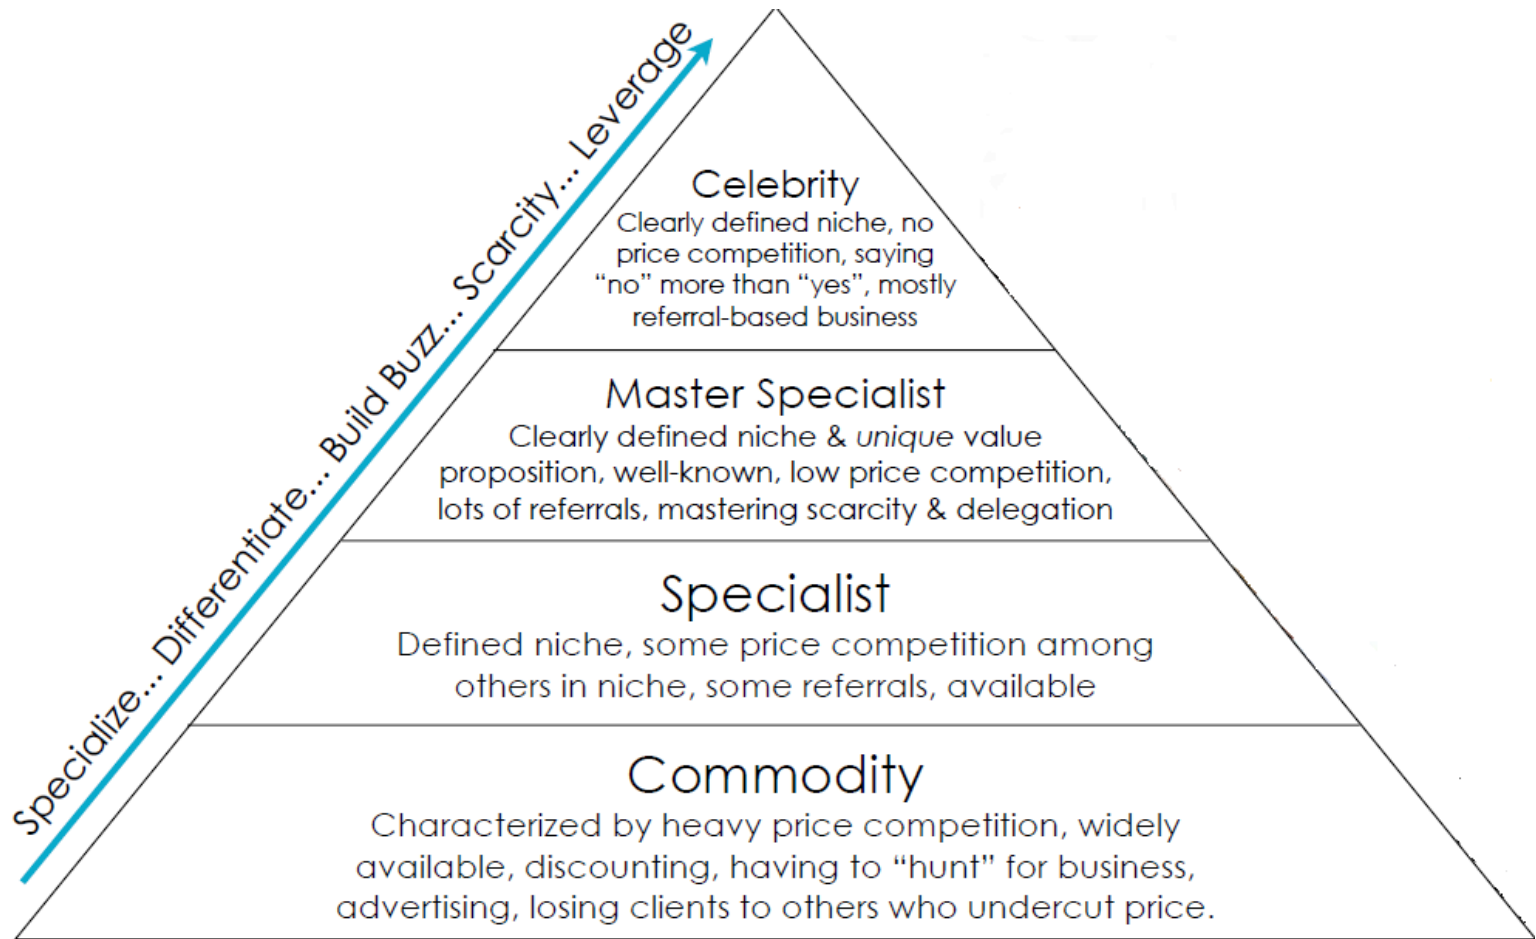 Specialize... Differentiate... Build Buzz... Scarcity... Leverage
Celebrity
Clearly defined niche, no
price competition, saying
“no” more than “yes”, mostly
referral-based business
Master Specialist
Clearly defined niche & unique value
proposition, well-known, low price competition,
lots of referrals, mastering scarcity & delegation
Specialist
Defined niche, some price competition among
others in niche, some referrals, available
Commodity
Characterized by heavy price competition, widely
available, discounting, having to “hunt” for business,
advertising, losing clients to others who undercut price.